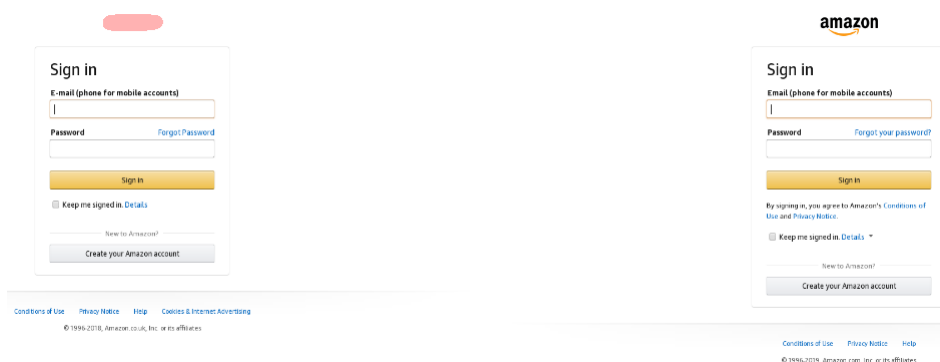 Sign in
E-mail (phone for mobile accounts)
Password Forgot Password
Sign in
Keep me signed in. Details
New to Amazon?
Create your Amazon account
Conditions of Use Privacy Notice Help Cookies & Internet Advertising
© 1996-2018, Amazon.co.uk, Inc. or its affiliates
amazon
Sign in
Email (phone for mobile accounts)
Password Forgot your password?
Sign in
By signing in, you agree to Amazon's Conditions of
Use and Privacy Notice.
Keep me signed in. Details
New to Amazon?
Create your Amazon account
Conditions of Use Privacy Notice Help
© 1996-2019, Amazon.com, Inc. or its affiliates